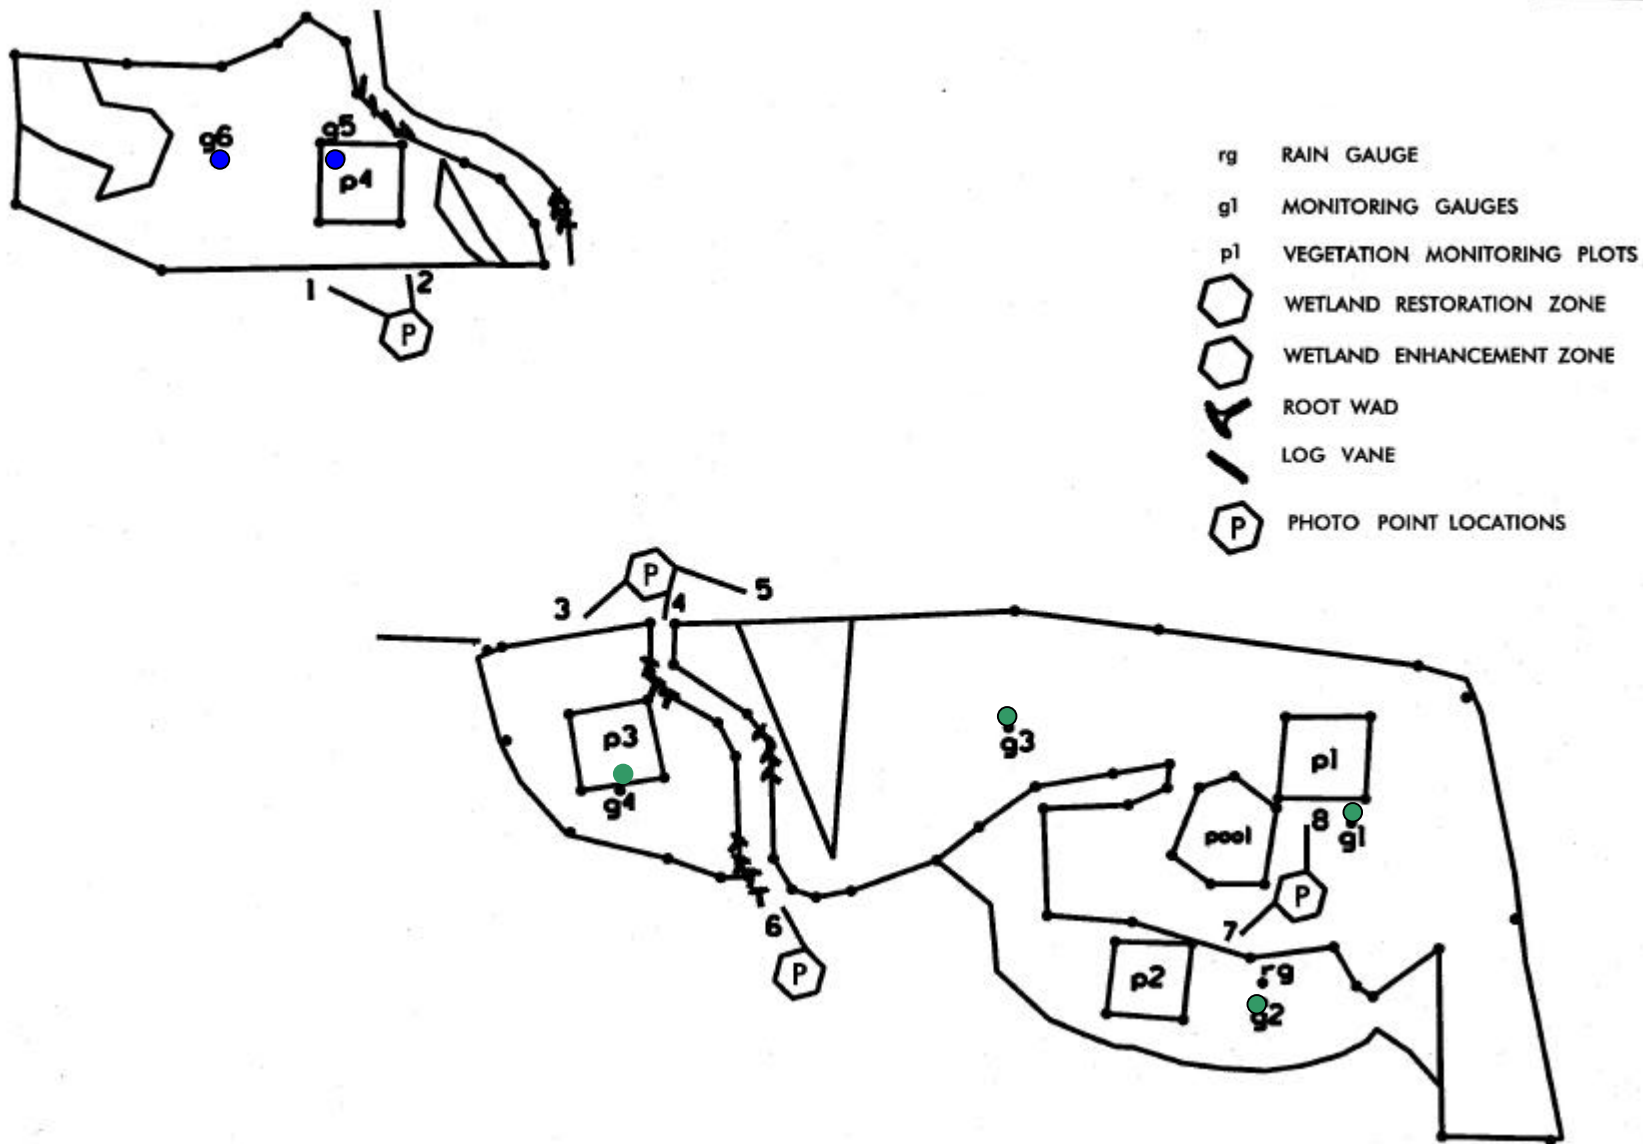 g6
g5
p4
1
2
P
rg RAIN GAUGE
g1 MONITORING GAUGES
p1 VEGETATION MONITORING PLOTS
WETLAND RESTORATION ZONE
WETLAND ENHANCEMENT ZONE
ROOT WAD
LOG VANE
P PHOTO POINT LOCATIONS
P
3
4
5
p3
g4
g3
p1
8
g1
pool
P
7
6
P
p2
rg
g2